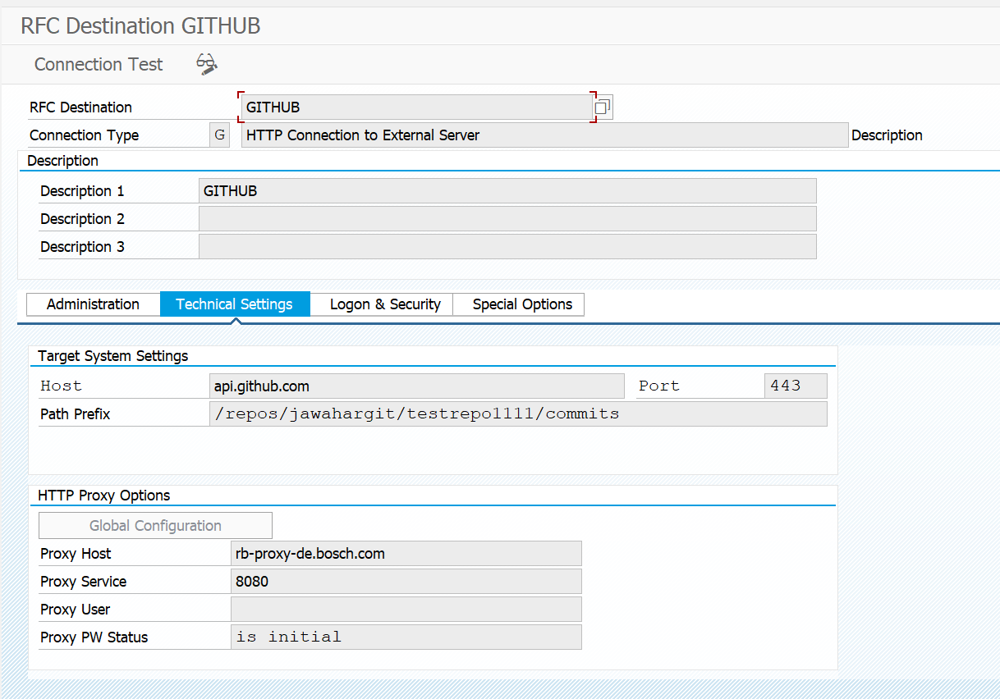 RFC Destination GITHUB
Connection Test
RFC Destination GITHUB
Connection Type G HTTP Connection to External Server Description
Description
Description 1 GITHUB
Description 2
Description 3
Administration Technical Settings Logon & Security Special Options
Target System Settings
Host api.github.com Port 443
Path Prefix /repos/jawahargit/testrepo1111/commits
HTTP Proxy Options
Global Configuration
Proxy Host rb-proxy-de.bosch.com
Proxy Service 8080
Proxy User
Proxy PW Status is initial